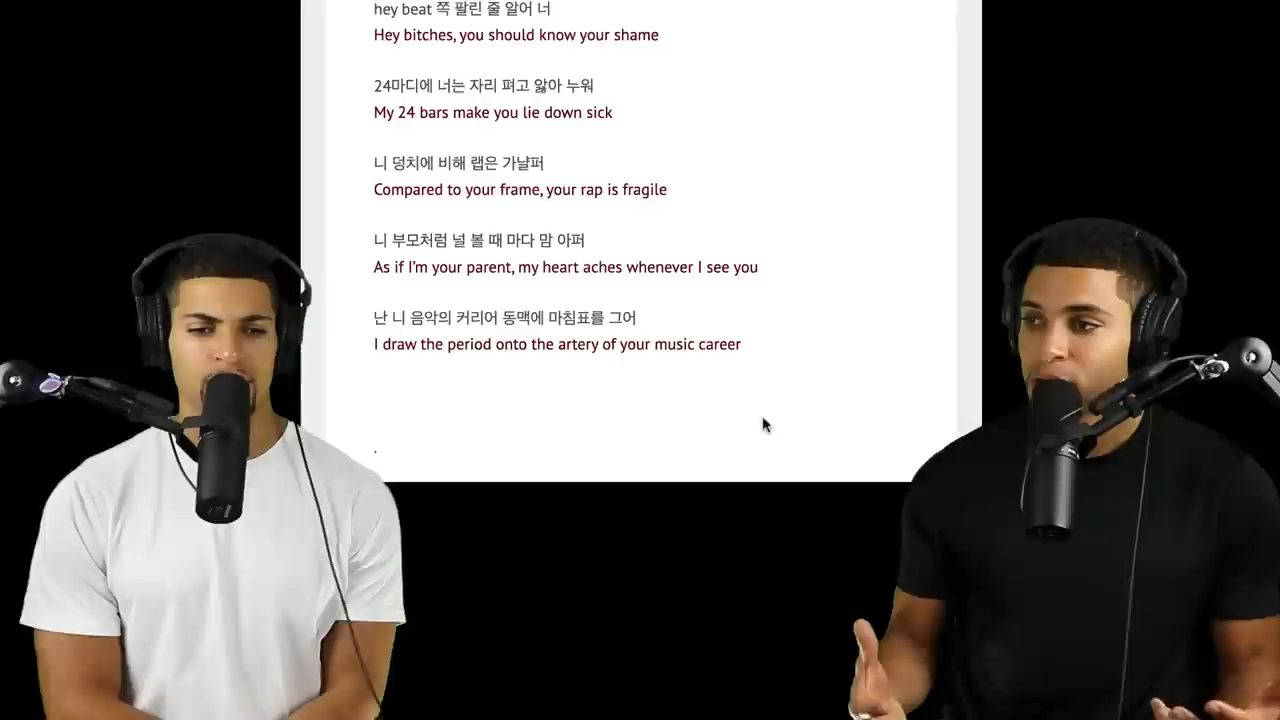 hey beat 쪽 팔린 줄 알어 너
Hey bitches, you should know your shame
24마디에 너는 자리 펴고 앓아 누워
My 24 bars make you lie down sick
니 덩치에 비해 랩은 가냘퍼
Compared to your frame, your rap is fragile
니 부모처럼 널 볼 때 마다 맘 아퍼
As if I’m your parent, my heart aches whenever I see you
난 니 음악의 커리어 동맥에 마침표를 그어
I draw the period onto the artery of your music career
.